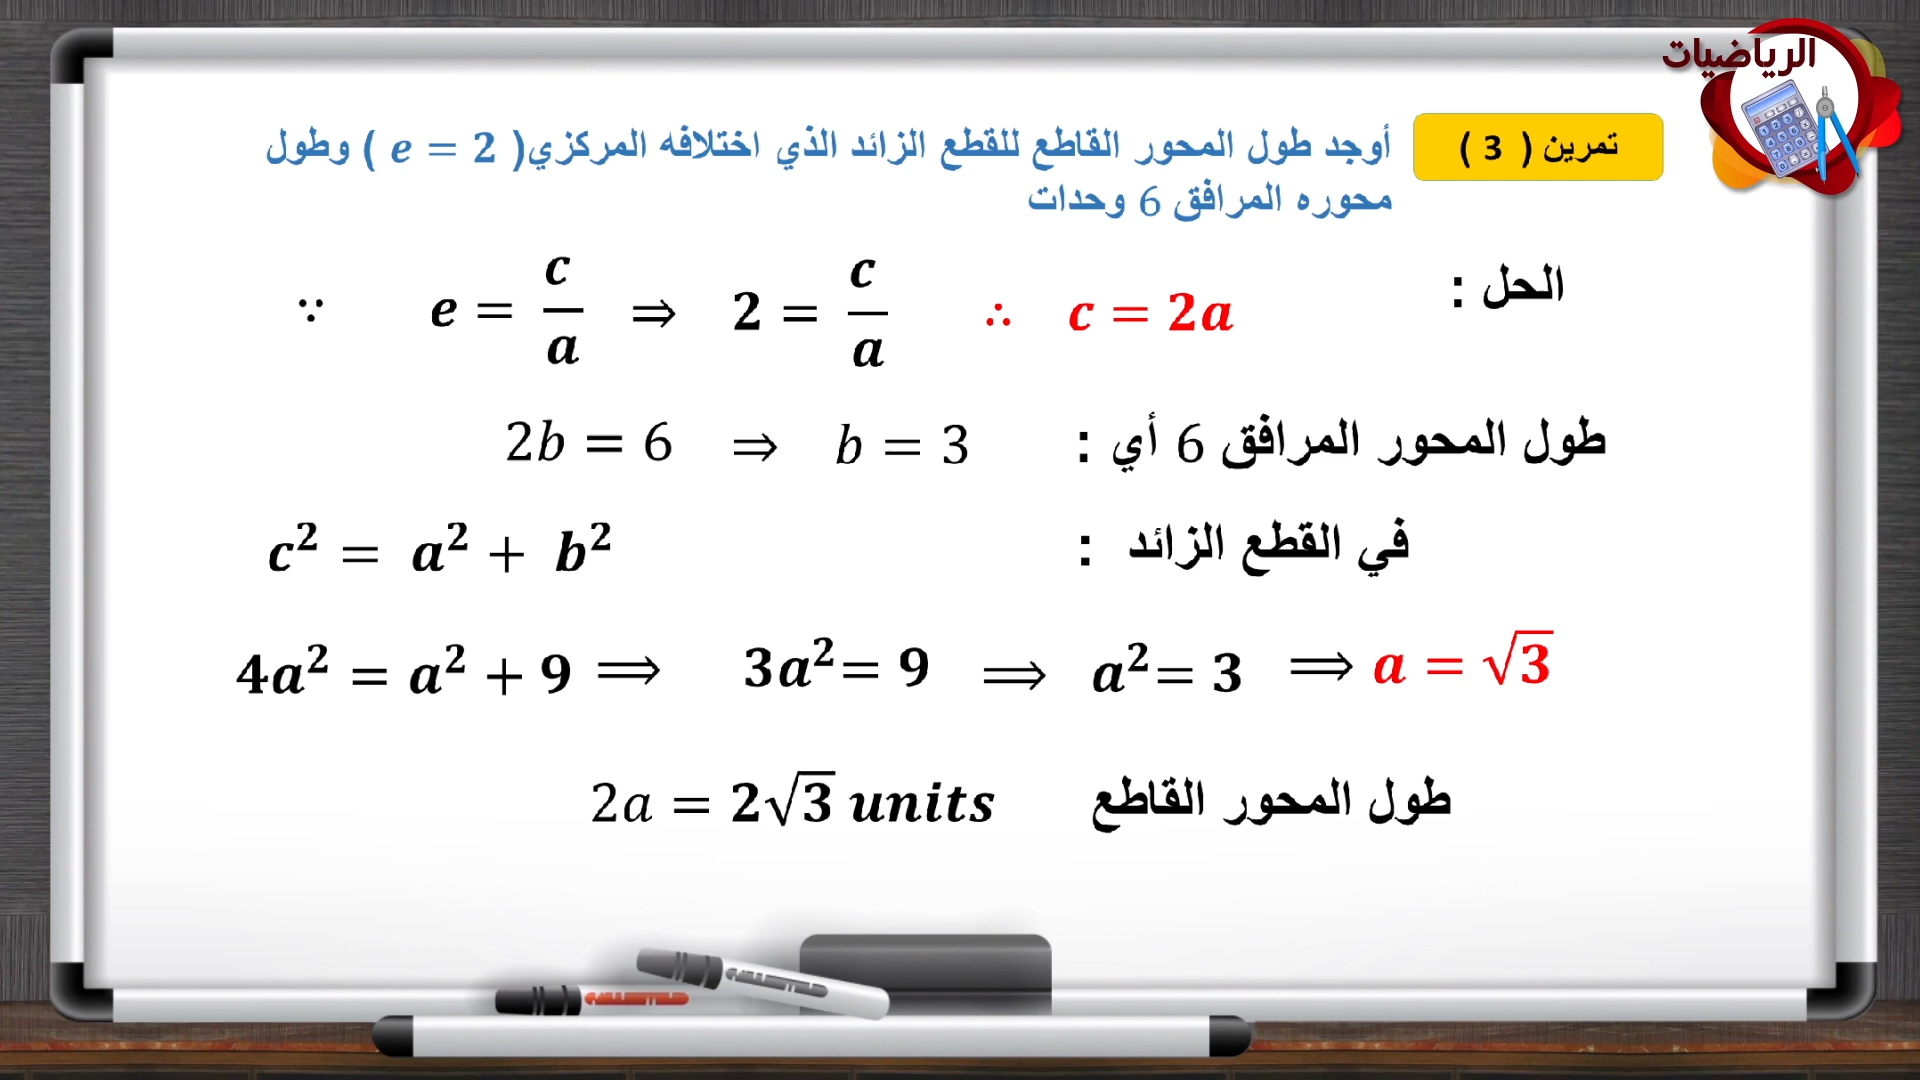 الرياضيات
تمرين ( 3 )
أوجد طول المحور القاطع للقطع الزائد الذي اختلافه المركزي( e = 2 ) وطول
محوره المرافق 6 وحدات
الحل :
∵ e = c/a ⇒ 2 = c/a ∴ c = 2a
طول المحور المرافق 6 أي : 2b = 6 ⇒ b = 3
في القطع الزائد : c² = a² + b²
4a² = a² + 9 ⟹ 3a² = 9 ⟹ a² = 3 ⟹ a = √3
طول المحور القاطع 2a = 2√3 units